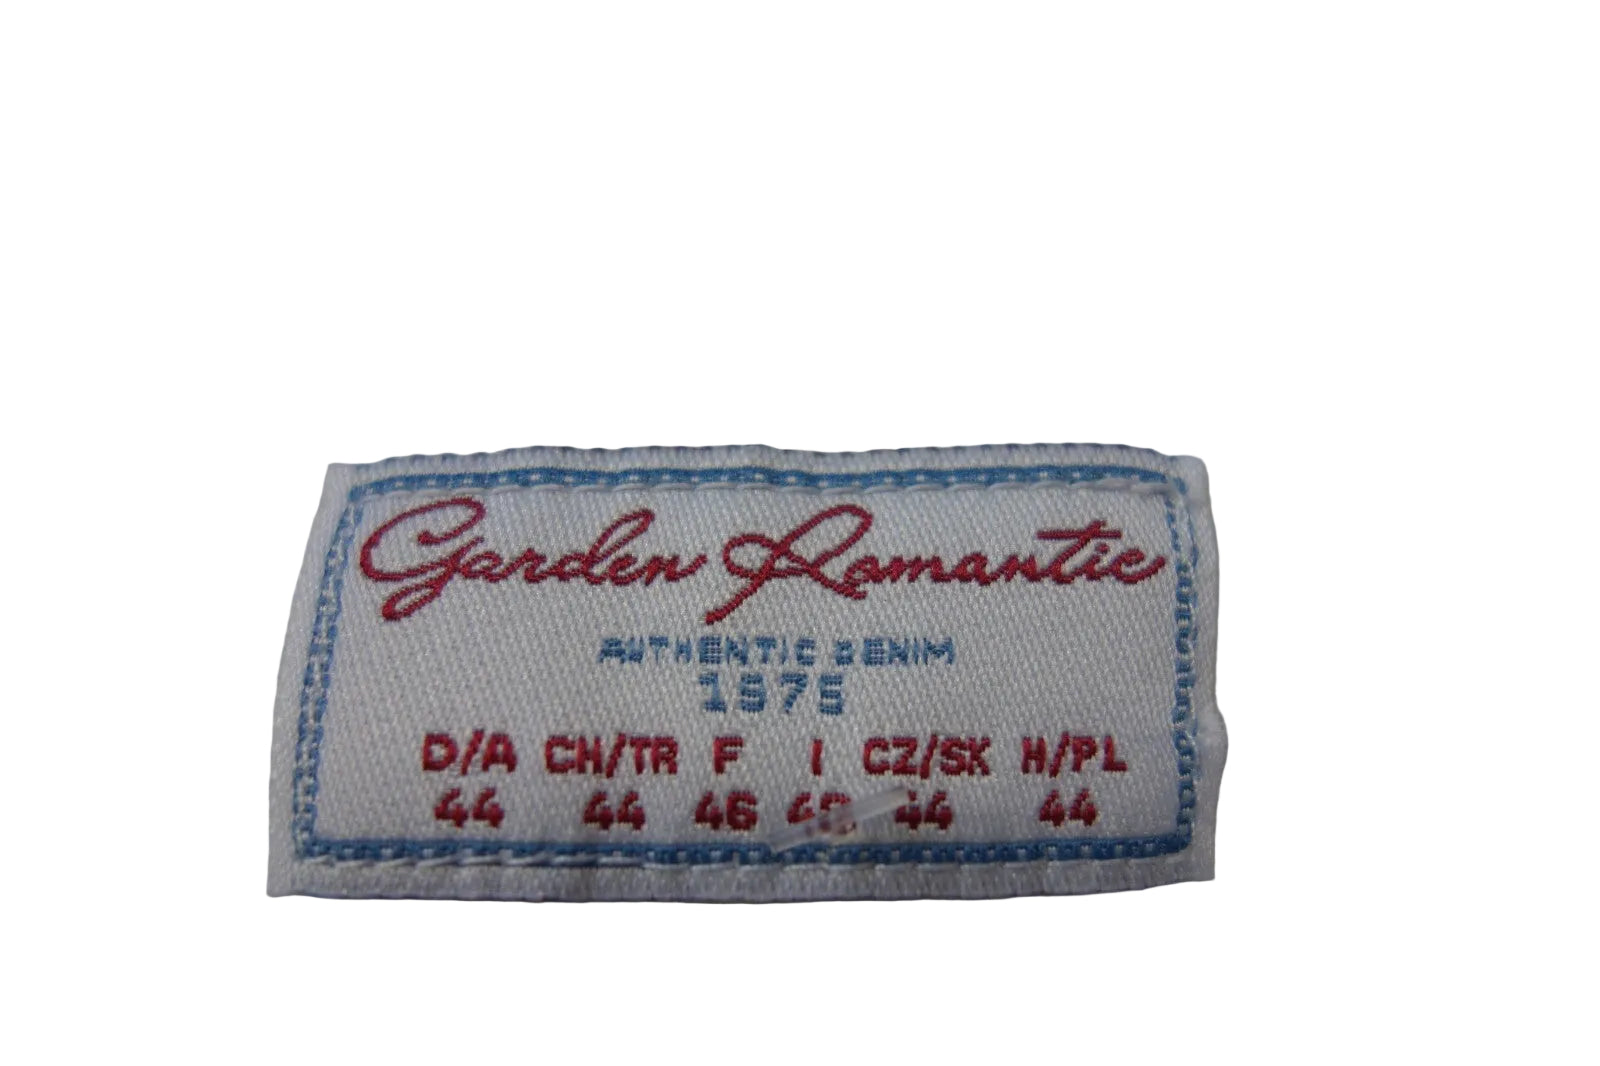 Garden Romantic
AUTHENTIC DENIM
1975
D/A CH/TR F I CZ/SK H/PL
44 44 46 44 44